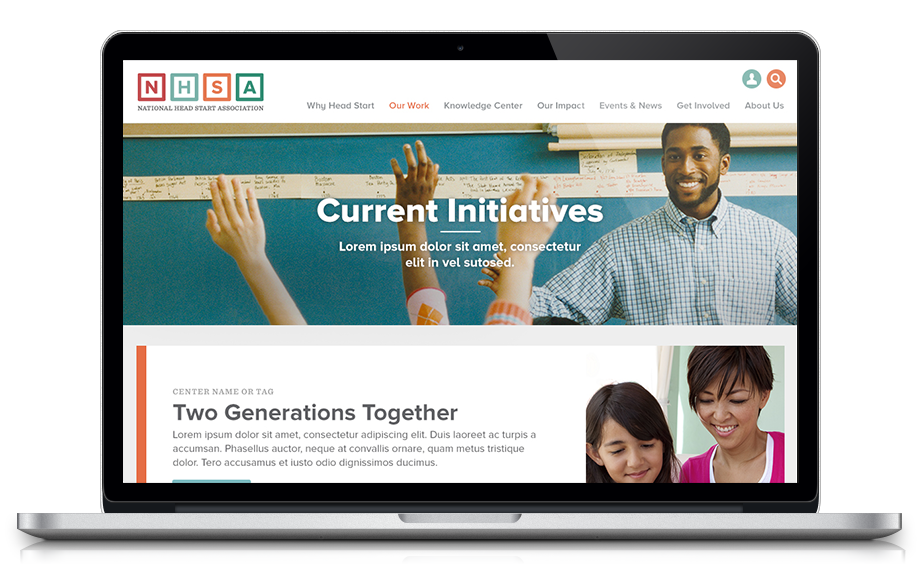 NHSA
NATIONAL HEAD START ASSOCIATION
Why Head Start Our Work Knowledge Center Our Impact Events & News Get Involved About Us
Current Initiatives
Lorem ipsum dolor sit amet, consectetur
elit in vel sutosed.
CENTER NAME OR TAG
Two Generations Together
Lorem ipsum dolor sit amet, consectetur adipiscing elit. Duis laoreet ac turpis a
accumsan. Phasellus auctor, neque at convallis ornare, quam metus tristique
dolor. Tero accusamus et iusto odio dignissimos ducimus.